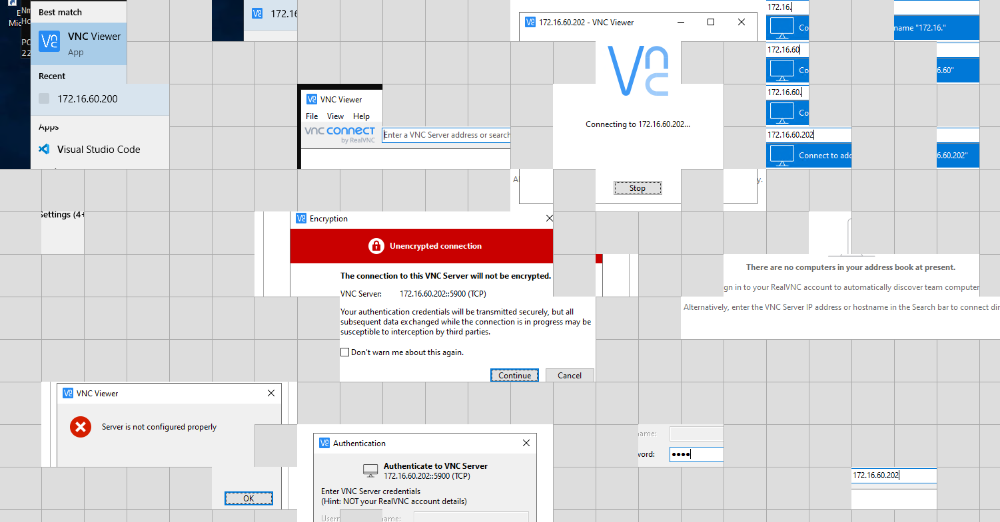 Best match
VNC Viewer
App
Recent
172.16.60.200
Apps
Visual Studio Code
Settings (4+
172.16
172.16.60.202 - VNC Viewer
Connecting to 172.16.60.202...
Stop
172.16.
Co
name "172.16."
172.16.60
Co
6.60"
172.16.60.
Co
172.16.60.202
Connect to add
6.60.202"
VNC Viewer
File View Help
vnc connect
by RealVNC
Enter a VNC Server address or search
Encryption
Unencrypted connection
The connection to this VNC Server will not be encrypted.
VNC Server: 172.16.60.202::5900 (TCP)
Your authentication credentials will be transmitted securely, but all
subsequent data exchanged while the connection is in progress may be
susceptible to interception by third parties.
Don't warn me about this again.
Continue Cancel
There are no computers in your address book at present.
gn in to your RealVNC account to automatically discover team computer
Alternatively, enter the VNC Server IP address or hostname in the Search bar to connect dir
VNC Viewer
Server is not configured properly
OK
Authentication
Authenticate to VNC Server
172.16.60.202::5900 (TCP)
Enter VNC Server credentials
(Hint: NOT your RealVNC account details)
Usern
ame:
ame:
word: ••••
172.16.60.202